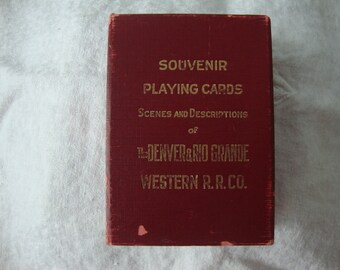 SOUVENIR
PLAYING CARDS
SCENES AND DESCRIPTIONS
of
THE DENVER & RIO GRANDE
WESTERN R.R.CO.